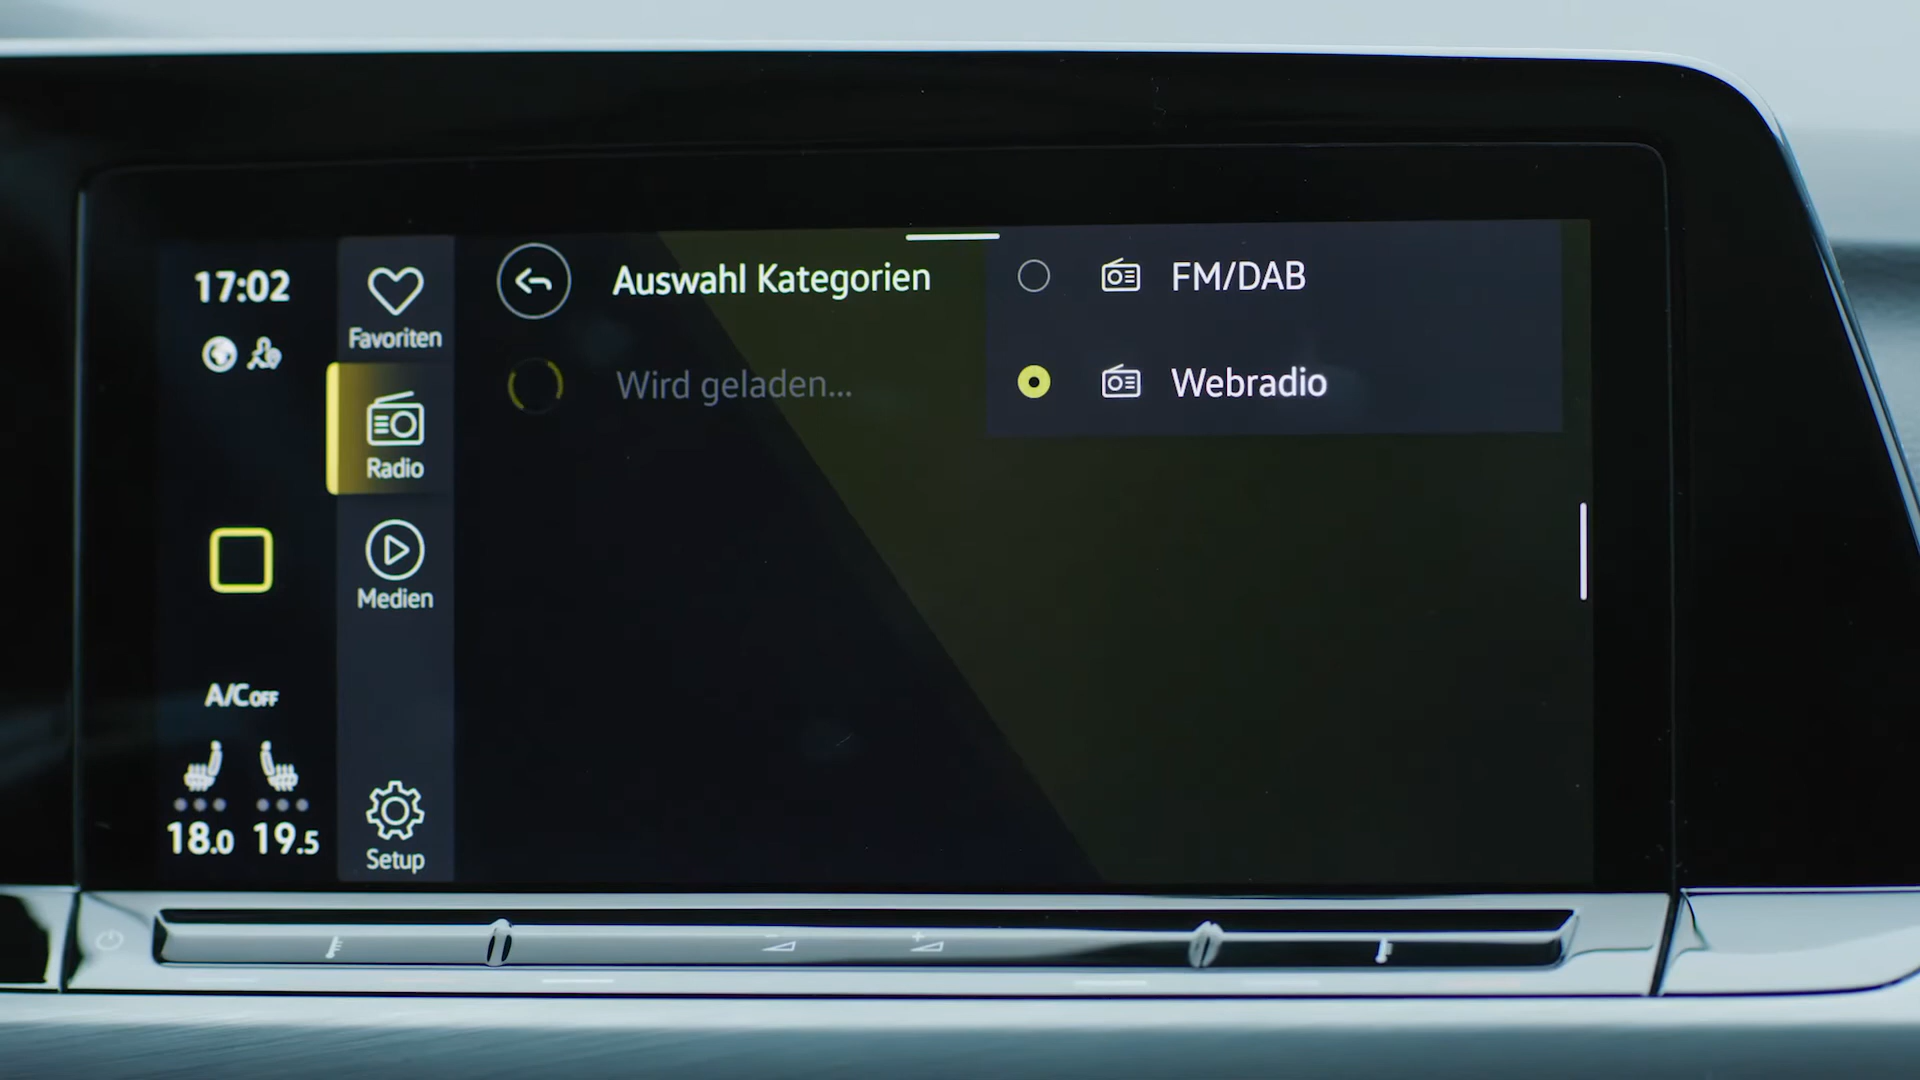 17:02
Favoriten
Radio
Medien
Setup
A/C OFF
18.0 19.5
Auswahl Kategorien
Wird geladen...
FM/DAB
Webradio